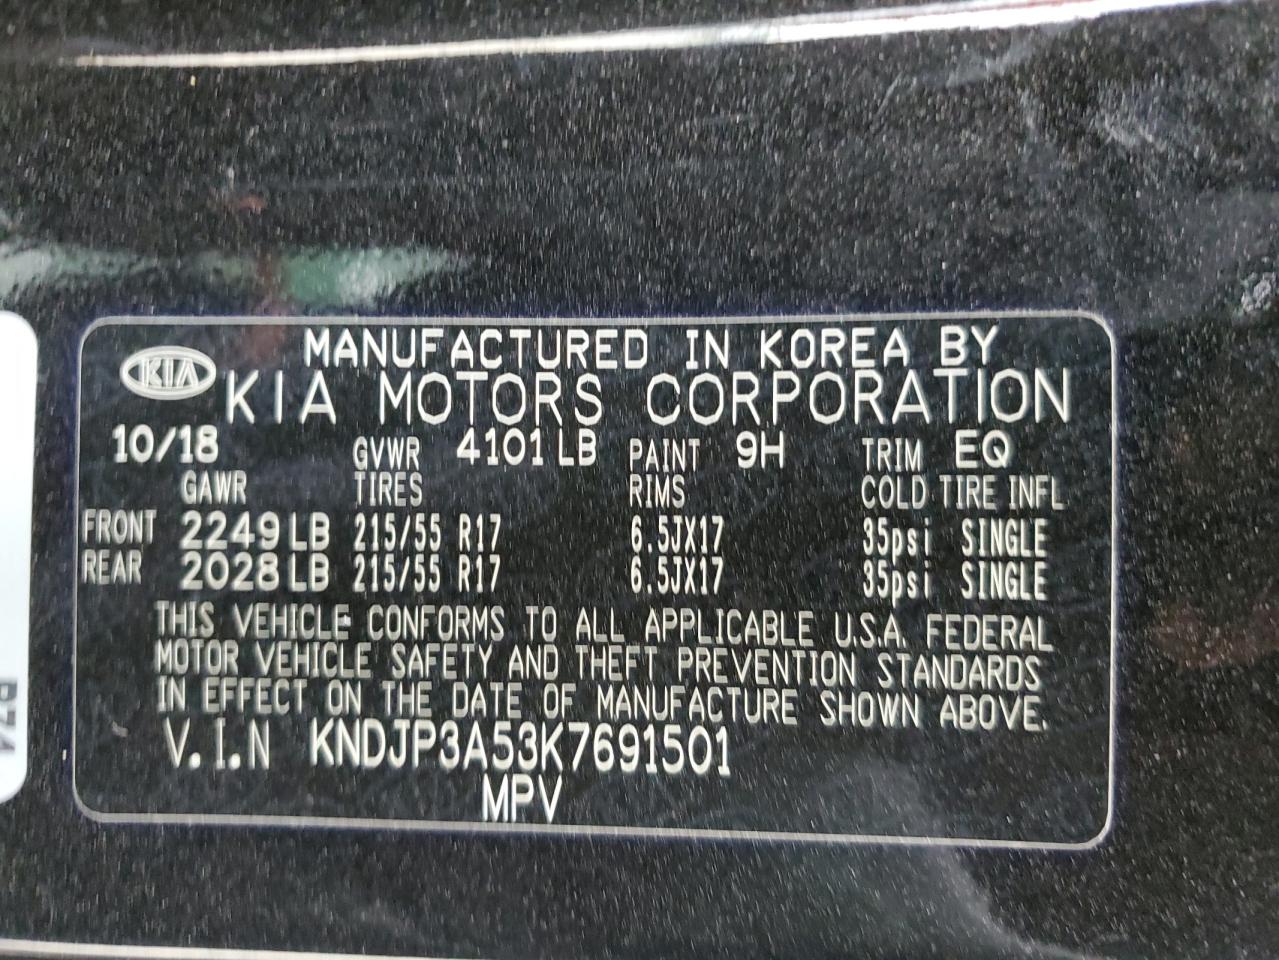 MANUFACTURED IN KOREA BY
KIA KIA MOTORS CORPORATION
10/18 GVWR 4101 LB PAINT 9H TRIM EQ
GAWR TIRES RIMS COLD TIRE INFL
FRONT 2249 LB 215/55 R17 6.5JX17 35psi SINGLE
REAR 2028 LB 215/55 R17 6.5JX17 35psi SINGLE
THIS VEHICLE CONFORMS TO ALL APPLICABLE U.S.A. FEDERAL
MOTOR VEHICLE SAFETY AND THEFT PREVENTION STANDARDS
IN EFFECT ON THE DATE OF MANUFACTURE SHOWN ABOVE.
V.I.N KNDJP3A53K7691501
MPV